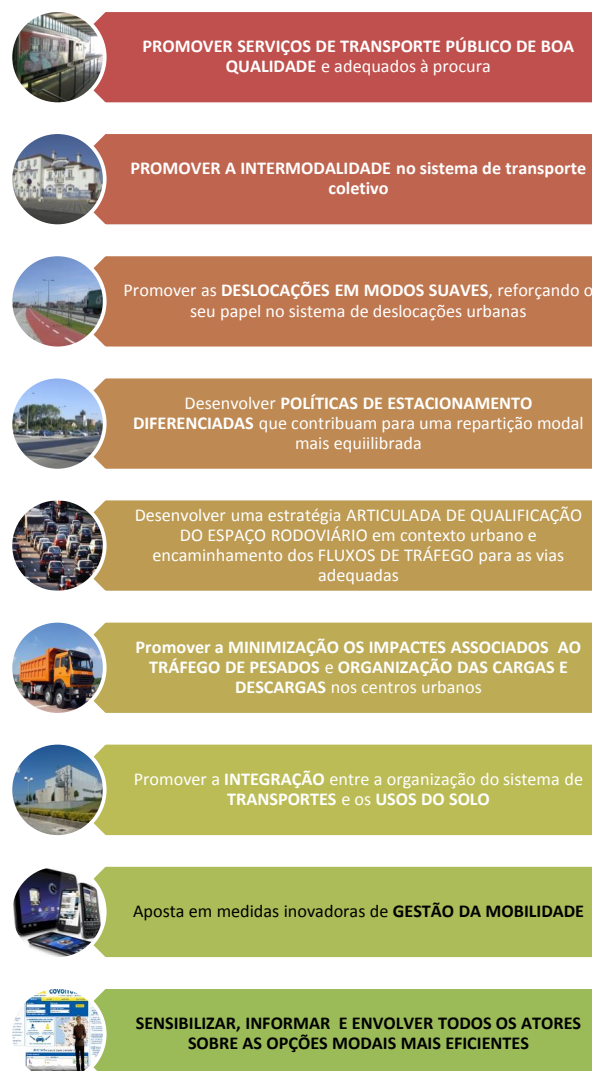 PROMOVER SERVIÇOS DE TRANSPORTE PÚBLICO DE BOA
QUALIDADE e adequados à procura
PROMOVER A INTERMODALIDADE no sistema de transporte
coletivo
Promover as DESLOCAÇÕES EM MODOS SUAVES, reforçando o
seu papel no sistema de deslocações urbanas
Desenvolver POLÍTICAS DE ESTACIONAMENTO
DIFERENCIADAS que contribuam para uma repartição modal
mais equiilibrada
Desenvolver uma estratégia ARTICULADA DE QUALIFICAÇÃO
DO ESPAÇO RODOVIÁRIO em contexto urbano e
encaminhamento dos FLUXOS DE TRÁFEGO para as vias
adequadas
Promover a MINIMIZAÇÃO OS IMPACTES ASSOCIADOS AO
TRÁFEGO DE PESADOS e ORGANIZAÇÃO DAS CARGAS E
DESCARGAS nos centros urbanos
Promover a INTEGRAÇÃO entre a organização do sistema de
TRANSPORTES e os USOS DO SOLO
Aposta em medidas inovadoras de GESTÃO DA MOBILIDADE
SENSIBILIZAR, INFORMAR E ENVOLVER TODOS OS ATORES
SOBRE AS OPÇÕES MODAIS MAIS EFICIENTES